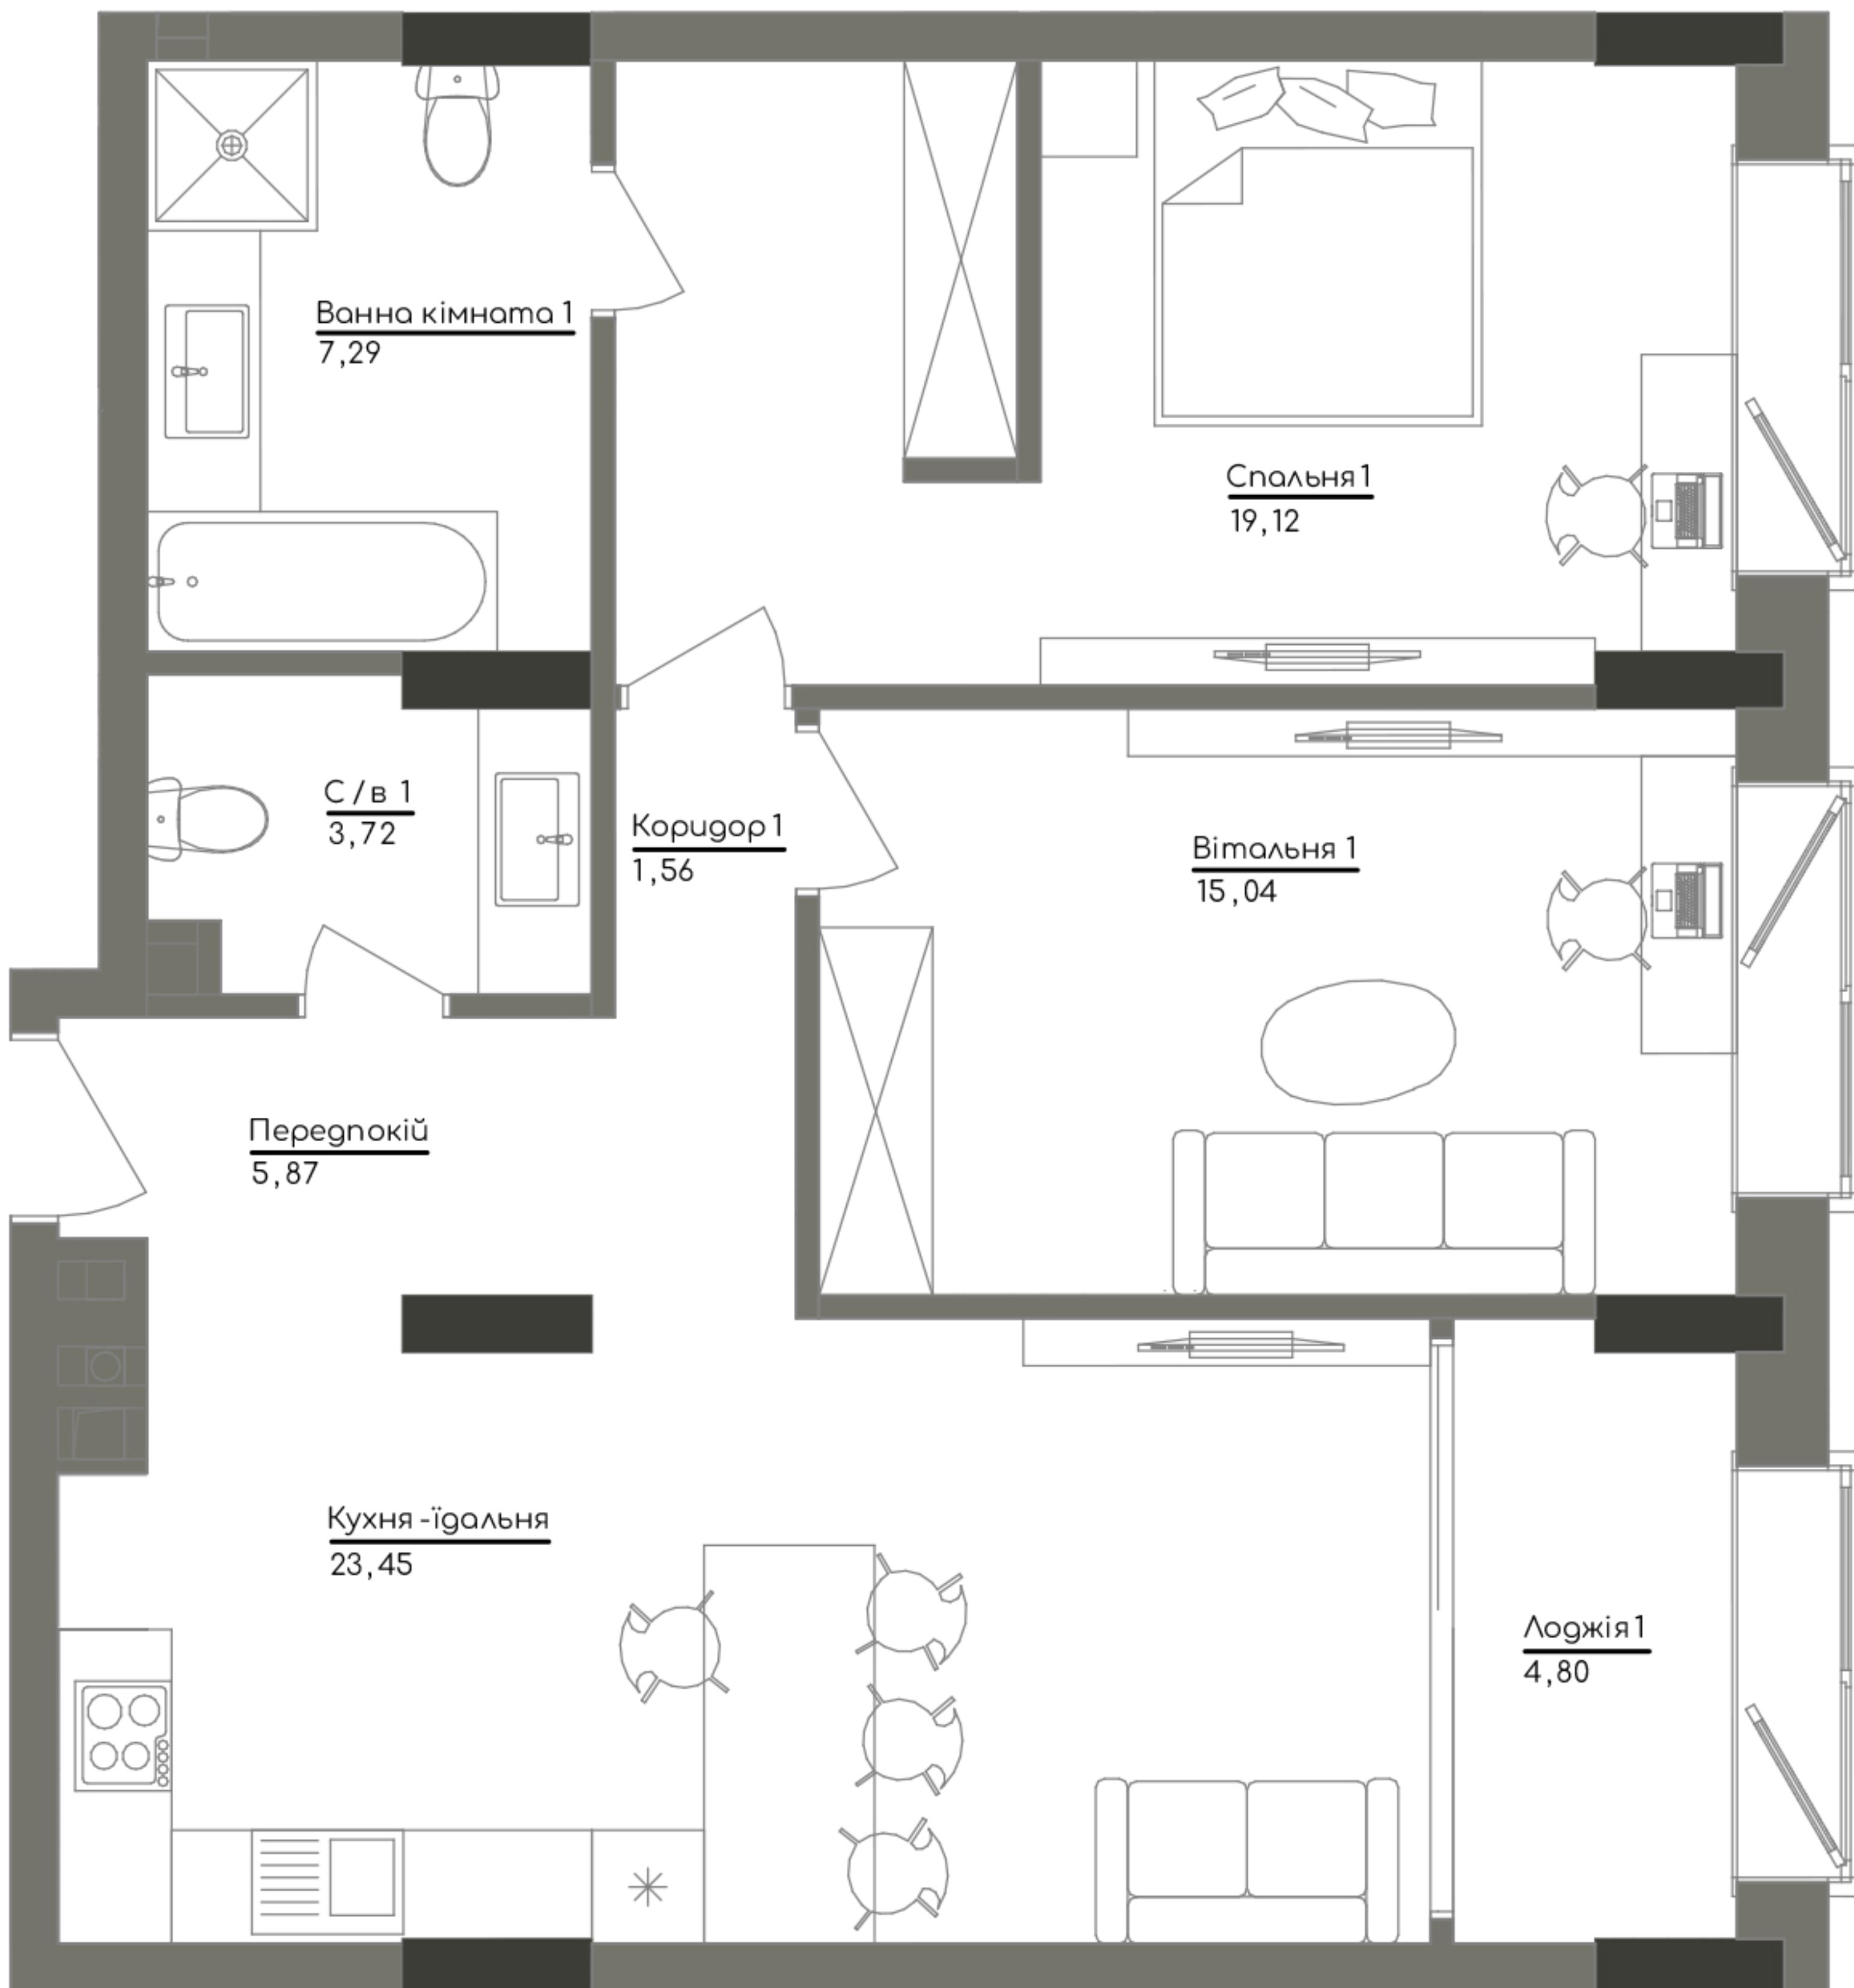 Ванна кімната 1
7,29
Спальня 1
19,12
С/в 1
3,72
Коридор 1
1,56
Вітальня 1
15,04
Передпокій
5,87
Кухня-їдальня
23,45
Лоджія 1
4,80